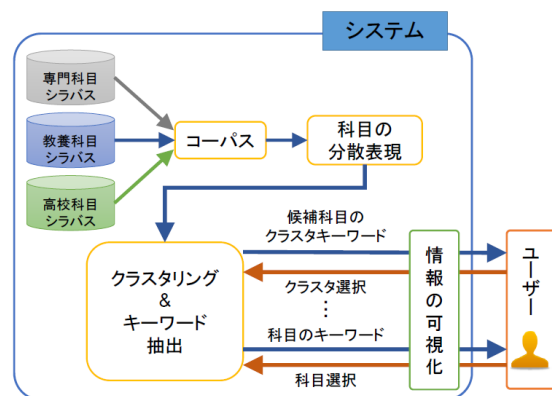 システム
専門科目
シラバス
教養科目
シラバス
高校科目
シラバス
コーパス
科目の
分散表現
候補科目の
クラスタキーワード
クラスタリング
&
キーワード
抽出
クラスタ選択
⋮
科目のキーワード
科目選択
情報の可視化
ユーザー